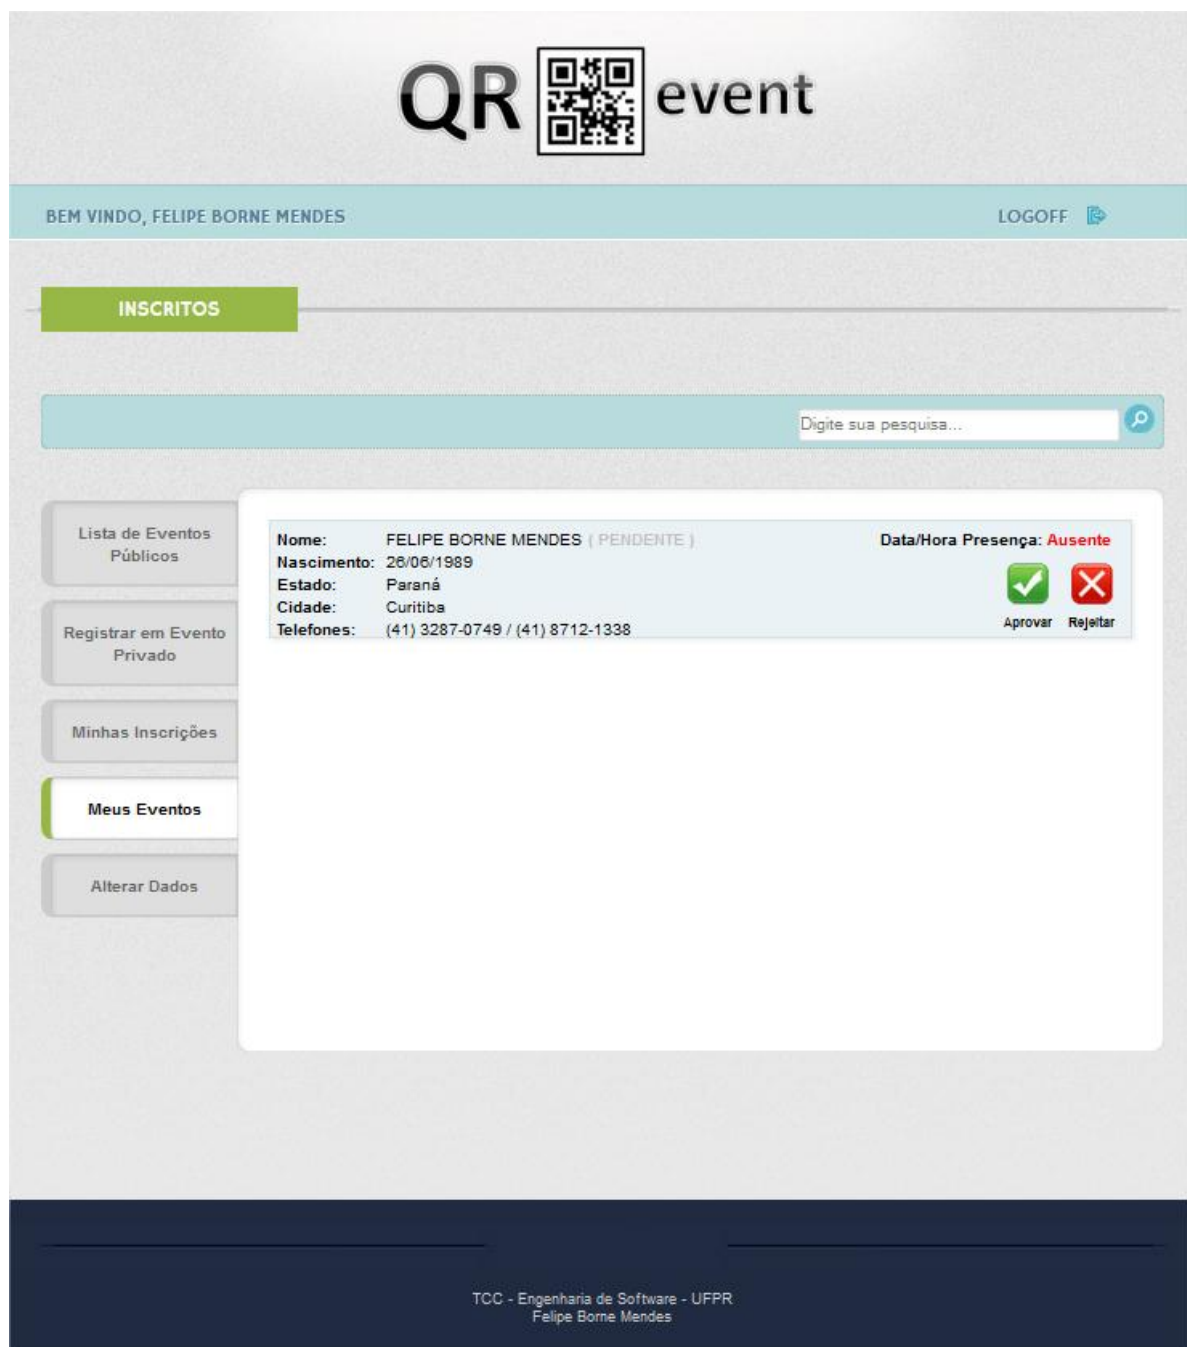 QR event
BEM VINDO, FELIPE BORNE MENDES
LOGOFF
INSCRITOS
Digite sua pesquisa...
Lista de Eventos
Públicos
Registrar em Evento
Privado
Minhas Inscrições
Meus Eventos
Alterar Dados
Nome: FELIPE BORNE MENDES ( PENDENTE )
Nascimento: 26/06/1989
Estado: Paraná
Cidade: Curitiba
Telefones: (41) 3287-0749 / (41) 8712-1338
Data/Hora Presença: Ausente
Aprovar Rejeitar
TCC - Engenharia de Software - UFPR
Felipe Borne Mendes